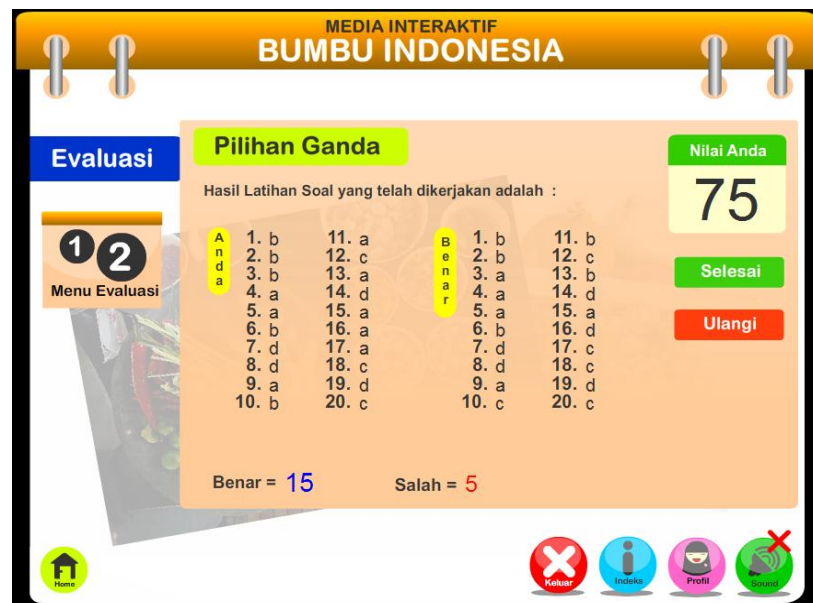 MEDIA INTERAKTIF
BUMBU INDONESIA
Evaluasi
1 2
Menu Evaluasi
Pilihan Ganda
Hasil Latihan Soal yang telah dikerjakan adalah :
Anda
1. b
2. b
3. b
4. a
5. a
6. b
7. d
8. d
9. a
10. b
11. a
12. c
13. a
14. d
15. a
16. a
17. a
18. c
19. d
20. c
Benar
1. b
2. b
3. a
4. a
5. a
6. b
7. d
8. d
9. a
10. c
11. b
12. c
13. b
14. d
15. a
16. d
17. c
18. c
19. d
20. c
Benar = 15
Salah = 5
Nilai Anda
75
Selesai
Ulangi
Home
Keluar
Indeks
Profil
Sound